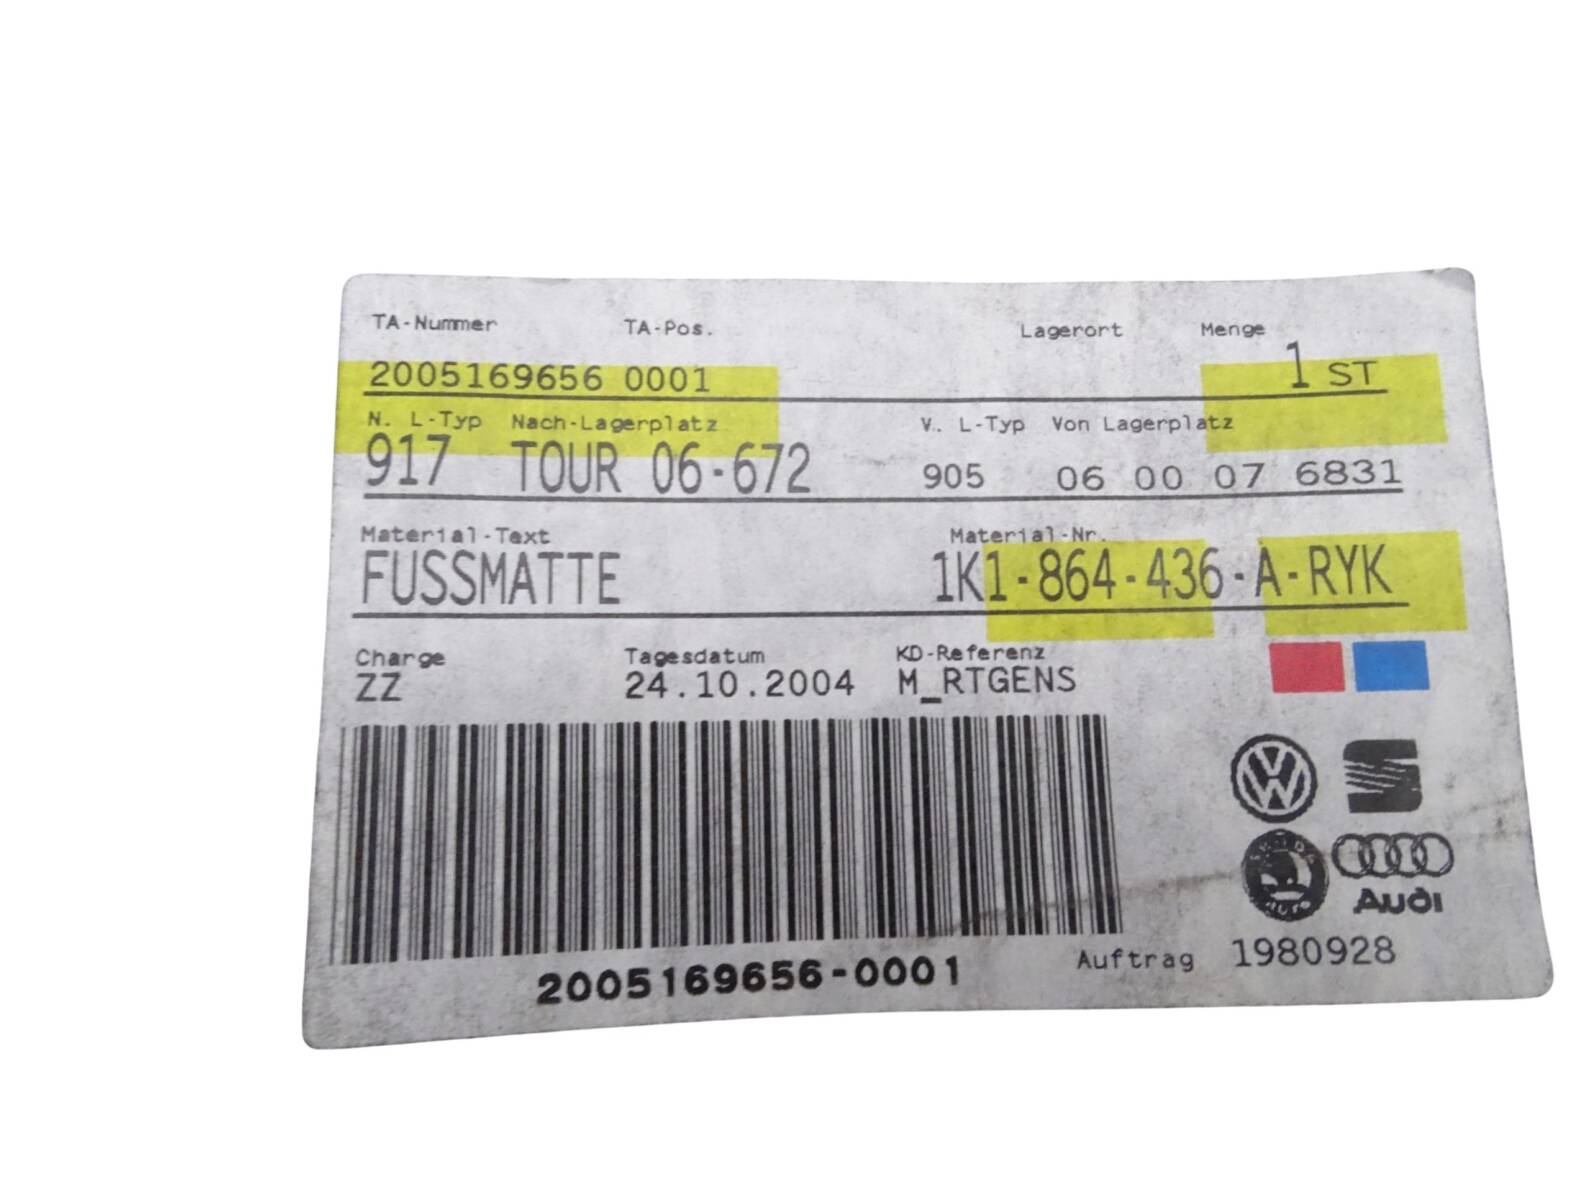 TA-Nummer TA-Pos. Lagerort Menge
2005169656 0001 1 ST
N. L-Typ Nach-Lagerplatz V. L-Typ Von Lagerplatz
917 TOUR 06-672 905 06 00 07 6831
Material-Text Material-Nr.
FUSSMATTE 1K1-864-436-A-RYK
Charge Tagesdatum KD-Referenz
ZZ 24.10.2004 M_RTGENS
SKODA
AUTO
Audi
2005169656-0001
Auftrag 1980928